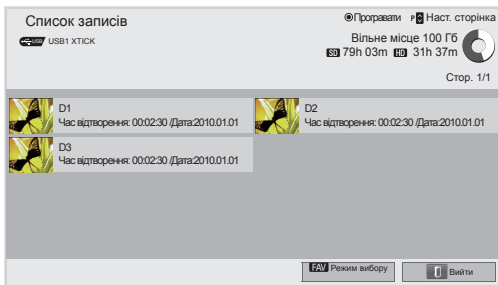 Список записів
◉Програвати P Наст. сторінка
USB USB1 XTICK
Вільне місце 100 Гб
SD 79h 03m HD 31h 37m
Стор. 1/1
D1
Час відтворення: 00:02:30 /Дата:2010.01.01
D2
Час відтворення: 00:02:30 /Дата:2010.01.01
D3
Час відтворення: 00:02:30 /Дата:2010.01.01
FAV Режим вибору
Вийти